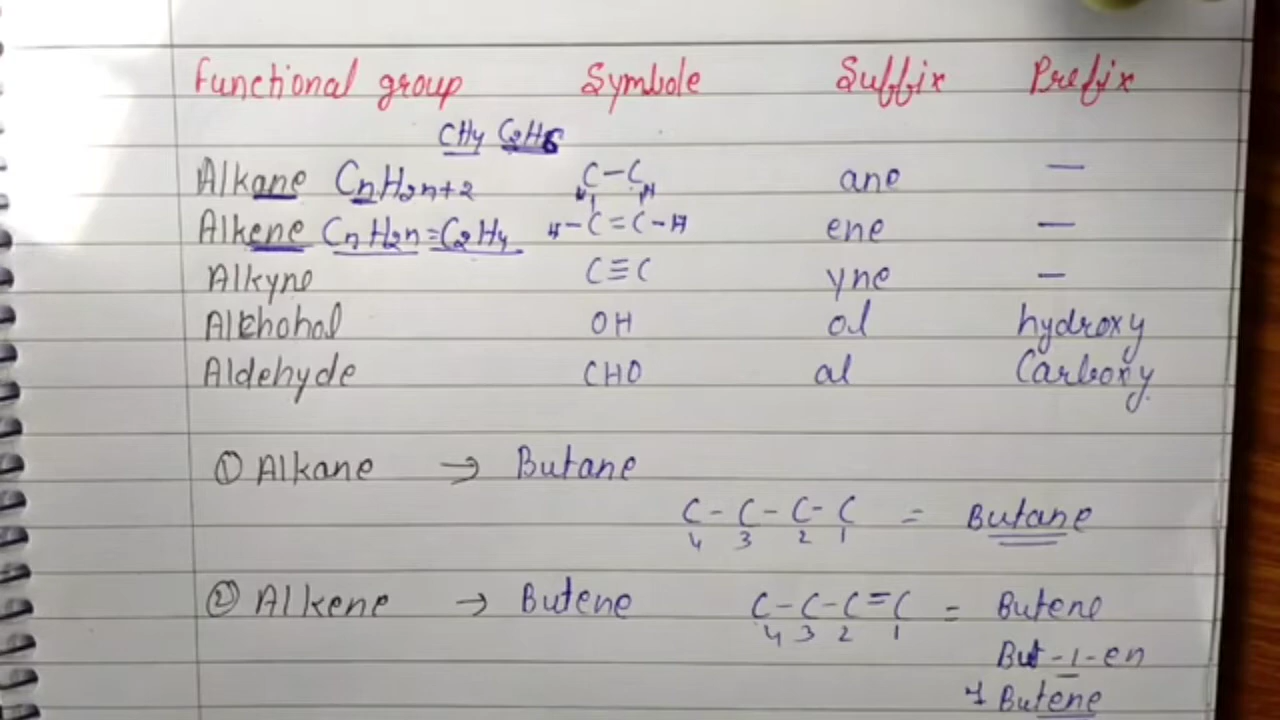 Functional group Symbole Suffix Prefix
CH4 C2H6
Alkane CnH2n+2 C-C ane —
Alkene CnH2n=C2H4 H-C=C-H ene —
Alkyne C≡C yne —
Alkhohol OH ol hydroxy
Aldehyde CHO al Carboxy
① Alkane → Butane
C-C-C-C = Butane
4 3 2 1
② Alkene → Butene C-C-C=C = Butene
4 3 2 1
But-1-en
1 Butene